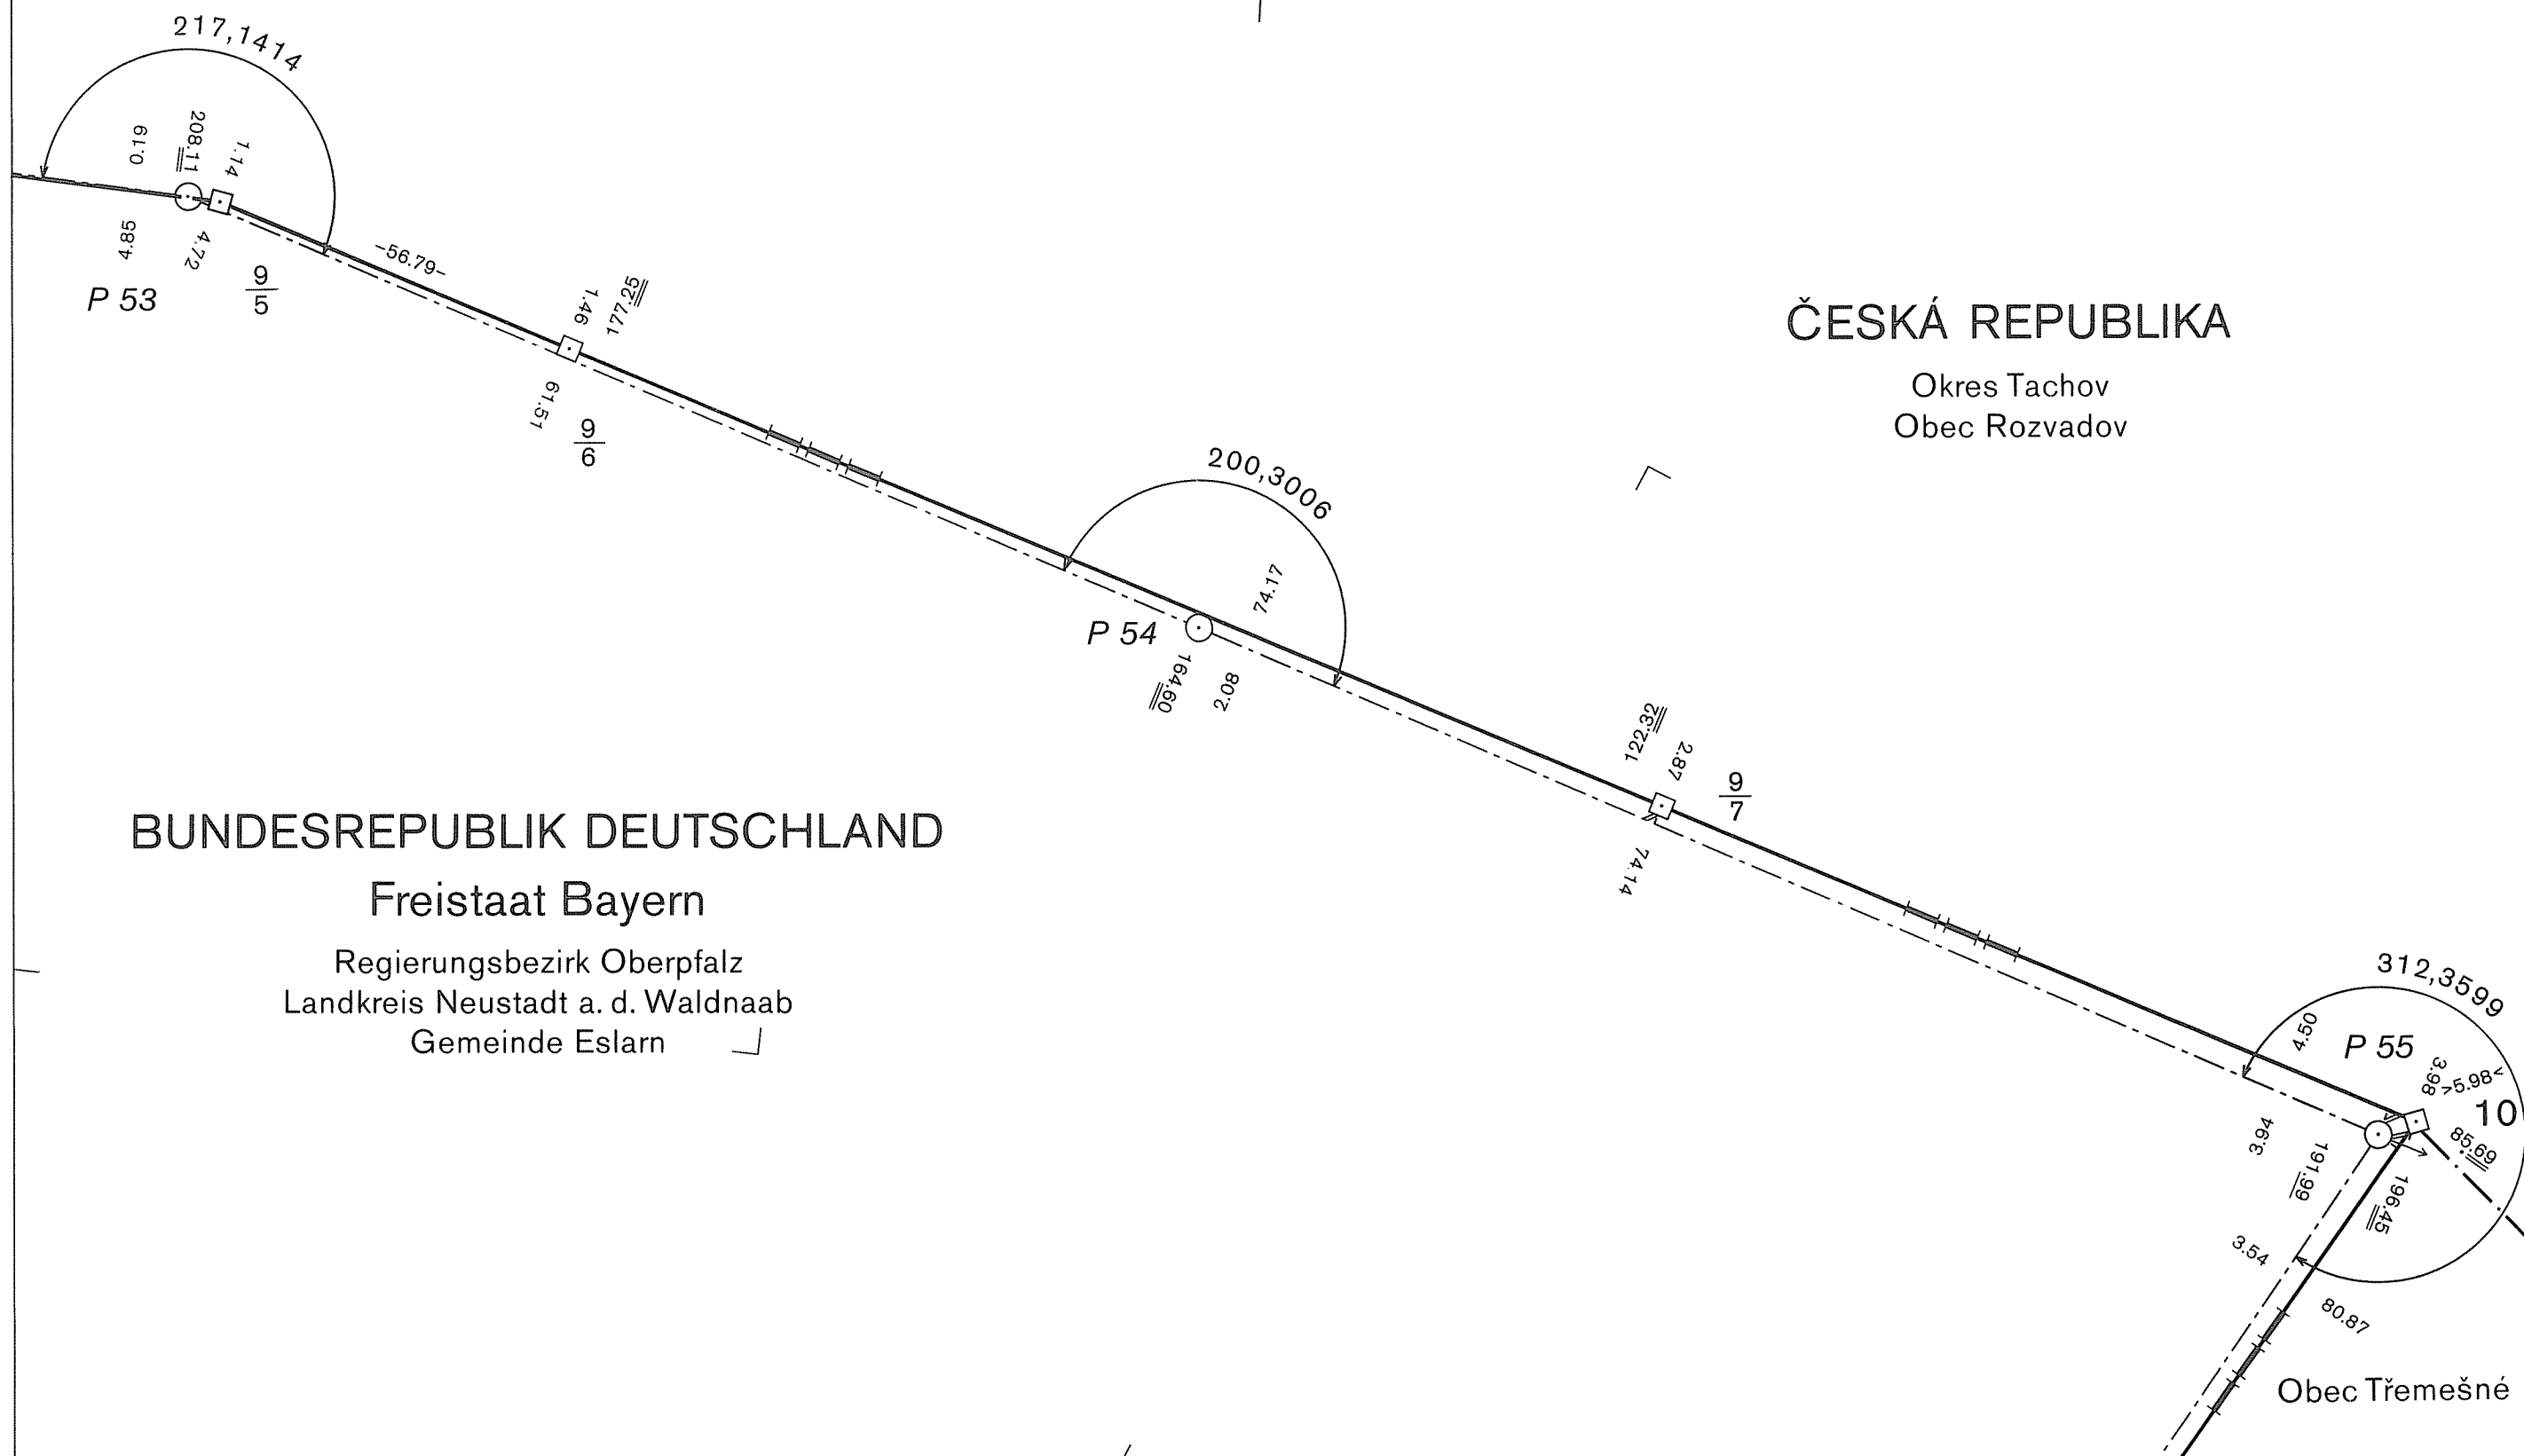 217,1414
0.19
208.11
1.14
4.85
4.72
P 53
9
5
-56.79-
1.46
177.25
61.51
9
6
ČESKÁ REPUBLIKA
Okres Tachov
Obec Rozvadov
200,3006
74.17
P 54
164.60
2.08
122.32
2.87
9
7
74.14
BUNDESREPUBLIK DEUTSCHLAND
Freistaat Bayern
Regierungsbezirk Oberpfalz
Landkreis Neustadt a. d. Waldnaab
Gemeinde Eslarn
312,3599
4.50
P 55
3.98
>5.98<
10
85.69
3.94
191.99
196.45
3.54
80.87
Obec Třemešné